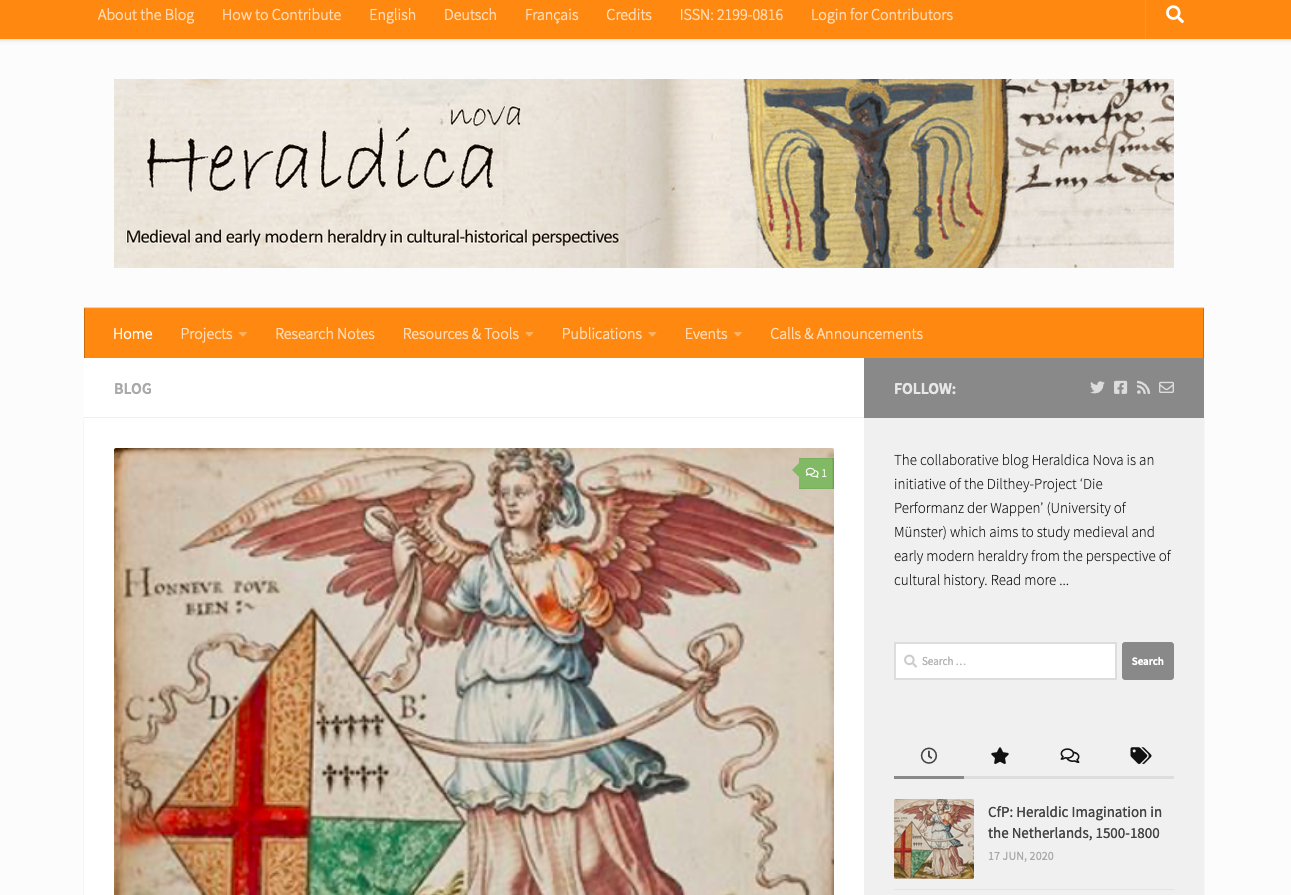 About the Blog How to Contribute English Deutsch Français Credits ISSN: 2199-0816 Login for Contributors
nova
Heraldica
Medieval and early modern heraldry in cultural-historical perspectives
Home Projects Research Notes Resources & Tools Publications Events Calls & Announcements
BLOG
FOLLOW:
1
HONNEVR POVR
BIEN
C: D: B:
The collaborative blog Heraldica Nova is an
initiative of the Dilthey-Project ‘Die
Performanz der Wappen’ (University of
Münster) which aims to study medieval and
early modern heraldry from the perspective of
cultural history. Read more ...
Search …
Search
CfP: Heraldic Imagination in
the Netherlands, 1500-1800
17 JUN, 2020